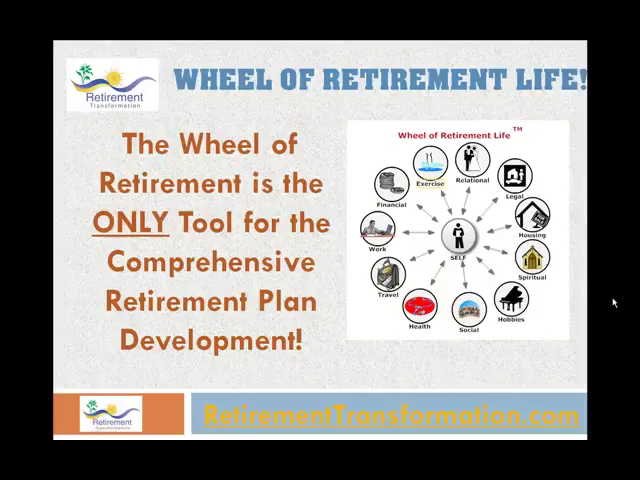 Retirement
Transformation
WHEEL OF RETIREMENT LIFE!
The Wheel of
Retirement is the
ONLY Tool for the
Comprehensive
Retirement Plan
Development!
Wheel of Retirement Life ™
Exercise
Relational
Legal
Financial
Housing
Work
SELF
Spiritual
Travel
Hobbies
Health
Social
Retirement
Transformation
RetirementTransformation.com